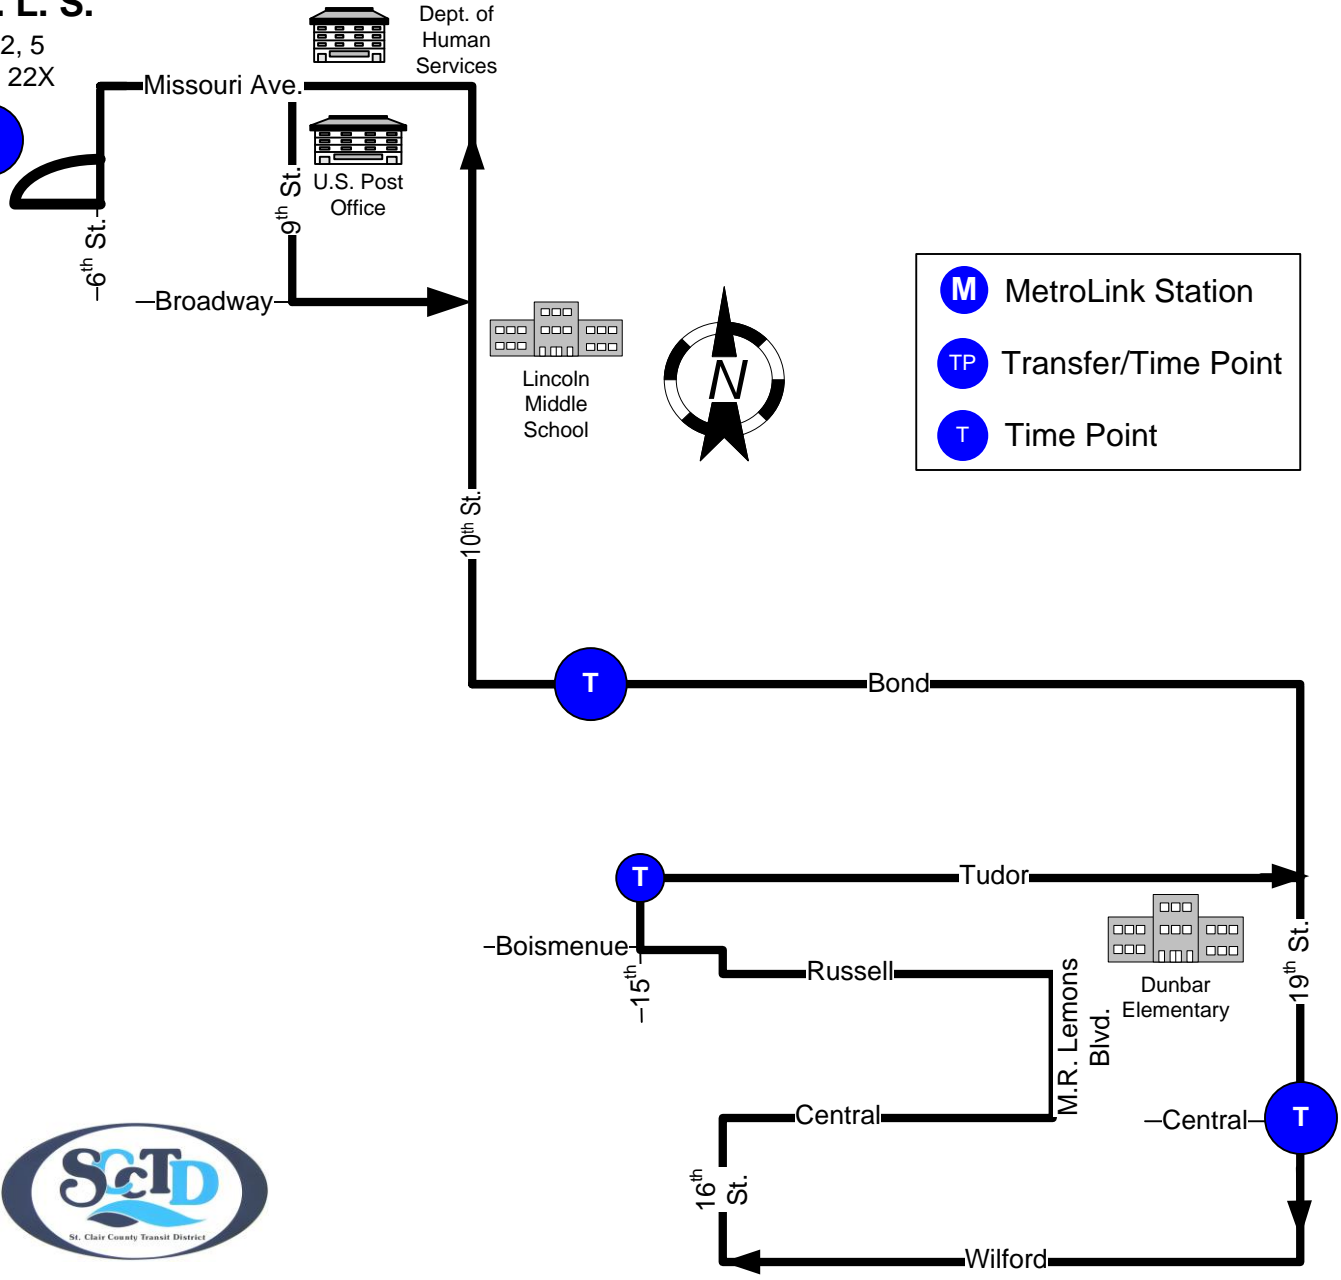 . L. S.
2, 5
22X
Dept. of
Human
Services
Missouri Ave.
U.S. Post
Office
9th St.
6th St.
Broadway
M MetroLink Station
TP Transfer/Time Point
T Time Point
Lincoln
Middle
School
N
10th St.
T
Bond
T
Tudor
Boismenue
15th
Russell
M.R. Lemons
Blvd.
Dunbar
Elementary
19th St.
Central
Central
T
16th
St.
Wilford
SCCTD
St. Clair County Transit District